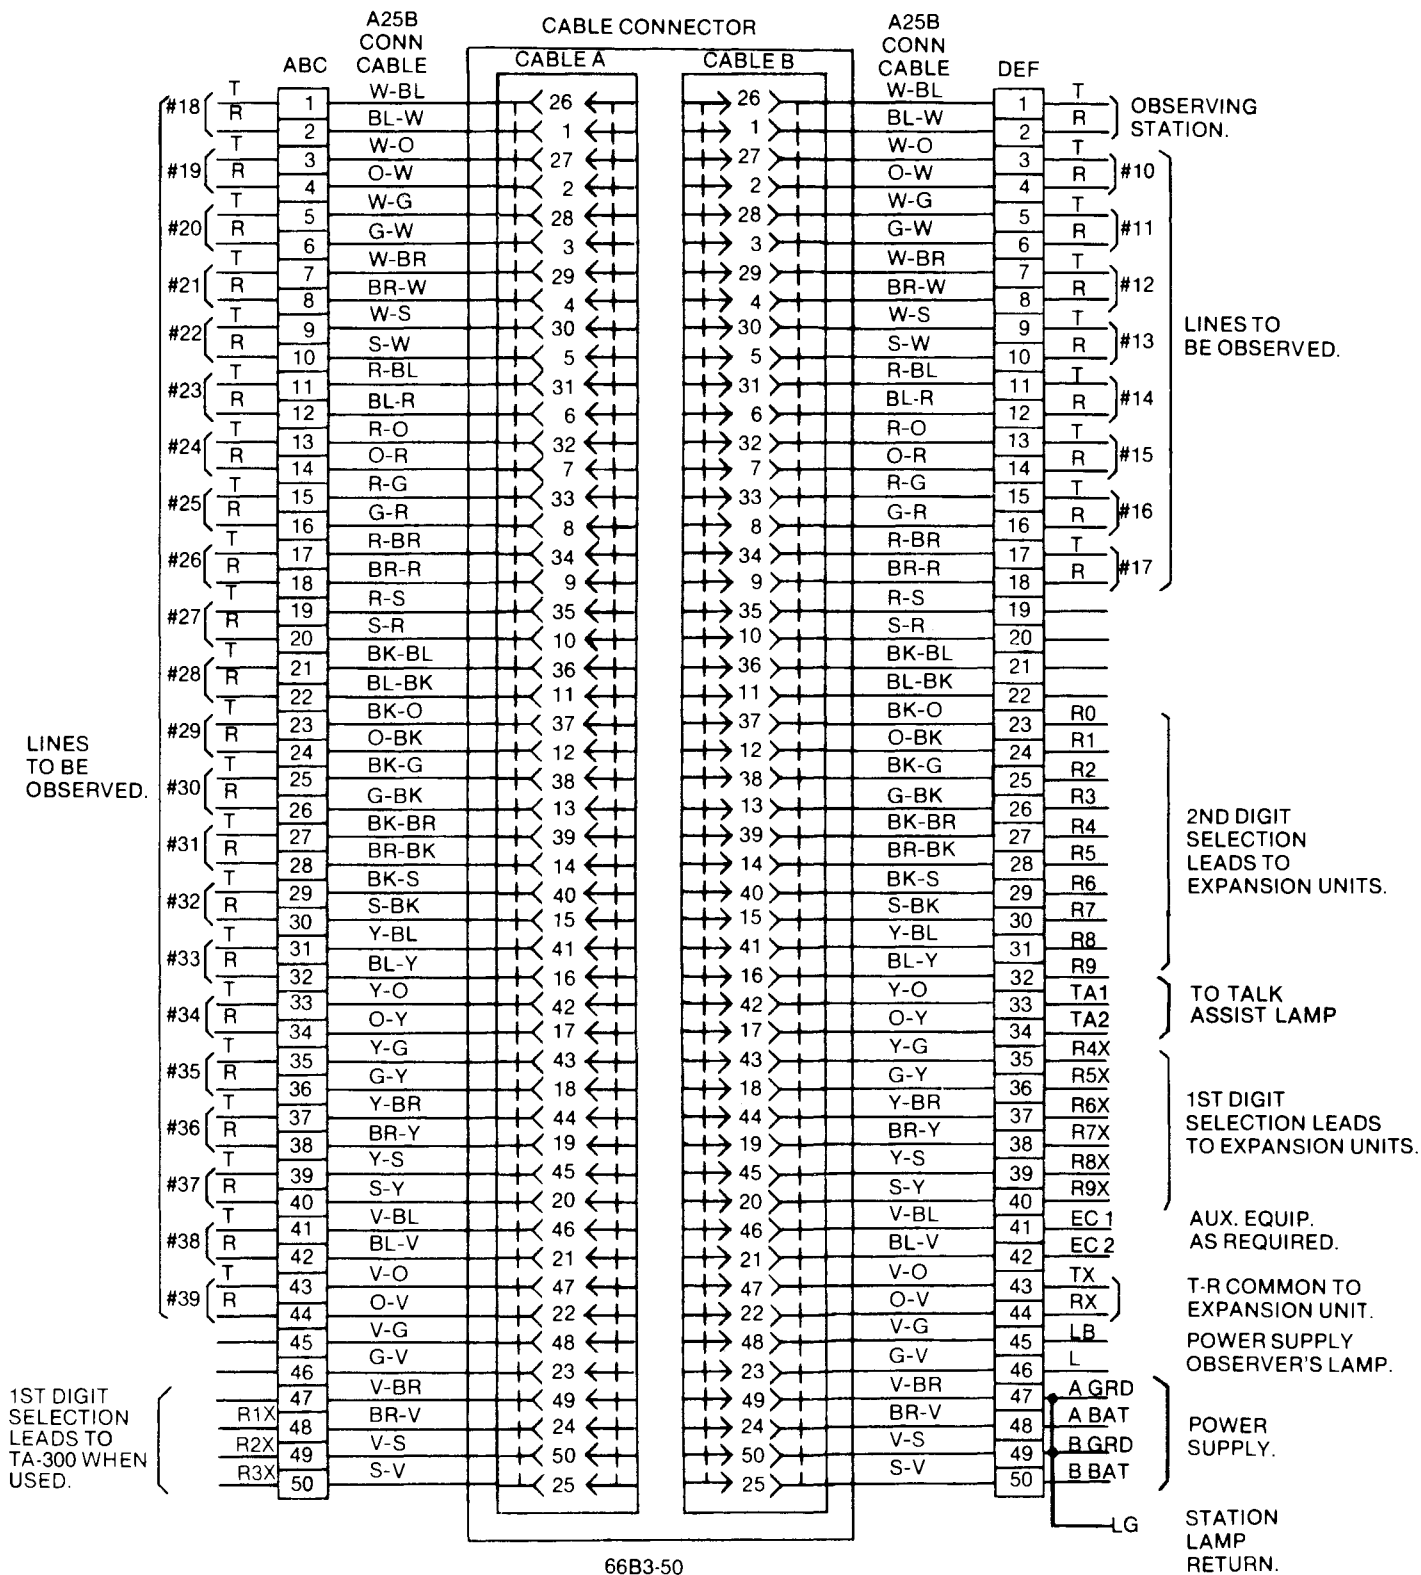 CABLE CONNECTOR
A25B CONN CABLE
A25B CONN CABLE
ABC
CABLE A
CABLE B
DEF
#18 T 1 W-BL 26 26 W-BL 1 T OBSERVING
R 2 BL-W 1 1 BL-W 2 R STATION.
#19 T 3 W-O 27 27 W-O 3 T #10
R 4 O-W 2 2 O-W 4 R
#20 T 5 W-G 28 28 W-G 5 T #11
R 6 G-W 3 3 G-W 6 R
#21 T 7 W-BR 29 29 W-BR 7 T #12
R 8 BR-W 4 4 BR-W 8 R
#22 T 9 W-S 30 30 W-S 9 T #13
R 10 S-W 5 5 S-W 10 R
#23 T 11 R-BL 31 31 R-BL 11 T #14
R 12 BL-R 6 6 BL-R 12 R
#24 T 13 R-O 32 32 R-O 13 T #15
R 14 O-R 7 7 O-R 14 R
#25 T 15 R-G 33 33 R-G 15 T #16
R 16 G-R 8 8 G-R 16 R
#26 T 17 R-BR 34 34 R-BR 17 T #17
R 18 BR-R 9 9 BR-R 18 R
LINES TO
BE OBSERVED.
#27 T 19 R-S 35 35 R-S 19
R 20 S-R 10 10 S-R 20
#28 T 21 BK-BL 36 36 BK-BL 21
R 22 BL-BK 11 11 BL-BK 22
#29 T 23 BK-O 37 37 BK-O 23 R0
R 24 O-BK 12 12 O-BK 24 R1
#30 T 25 BK-G 38 38 BK-G 25 R2
R 26 G-BK 13 13 G-BK 26 R3
#31 T 27 BK-BR 39 39 BK-BR 27 R4
R 28 BR-BK 14 14 BR-BK 28 R5
#32 T 29 BK-S 40 40 BK-S 29 R6
R 30 S-BK 15 15 S-BK 30 R7
#33 T 31 Y-BL 41 41 Y-BL 31 R8
R 32 BL-Y 16 16 BL-Y 32 R9
LINES
TO BE
OBSERVED.
2ND DIGIT
SELECTION
LEADS TO
EXPANSION UNITS.
#34 T 33 Y-O 42 42 Y-O 33 TA1
R 34 O-Y 17 17 O-Y 34 TA2
TO TALK
ASSIST LAMP
#35 T 35 Y-G 43 43 Y-G 35 R4X
R 36 G-Y 18 18 G-Y 36 R5X
#36 T 37 Y-BR 44 44 Y-BR 37 R6X
R 38 BR-Y 19 19 BR-Y 38 R7X
#37 T 39 Y-S 45 45 Y-S 39 R8X
R 40 S-Y 20 20 S-Y 40 R9X
1ST DIGIT
SELECTION LEADS
TO EXPANSION UNITS.
#38 T 41 V-BL 46 46 V-BL 41 EC 1
R 42 BL-V 21 21 BL-V 42 EC 2
AUX. EQUIP.
AS REQUIRED.
#39 T 43 V-O 47 47 V-O 43 TX
R 44 O-V 22 22 O-V 44 RX
T-R COMMON TO
EXPANSION UNIT.
45 V-G 48 48 V-G 45 LB
46 G-V 23 23 G-V 46 L
POWER SUPPLY
OBSERVER'S LAMP.
47 V-BR 49 49 V-BR 47 A GRD
R1X 48 BR-V 24 24 BR-V 48 A BAT
R2X 49 V-S 50 50 V-S 49 B GRD
R3X 50 S-V 25 25 S-V 50 B BAT
1ST DIGIT
SELECTION
LEADS TO
TA-300 WHEN
USED.
POWER
SUPPLY.
LG
STATION
LAMP
RETURN.
66B3-50